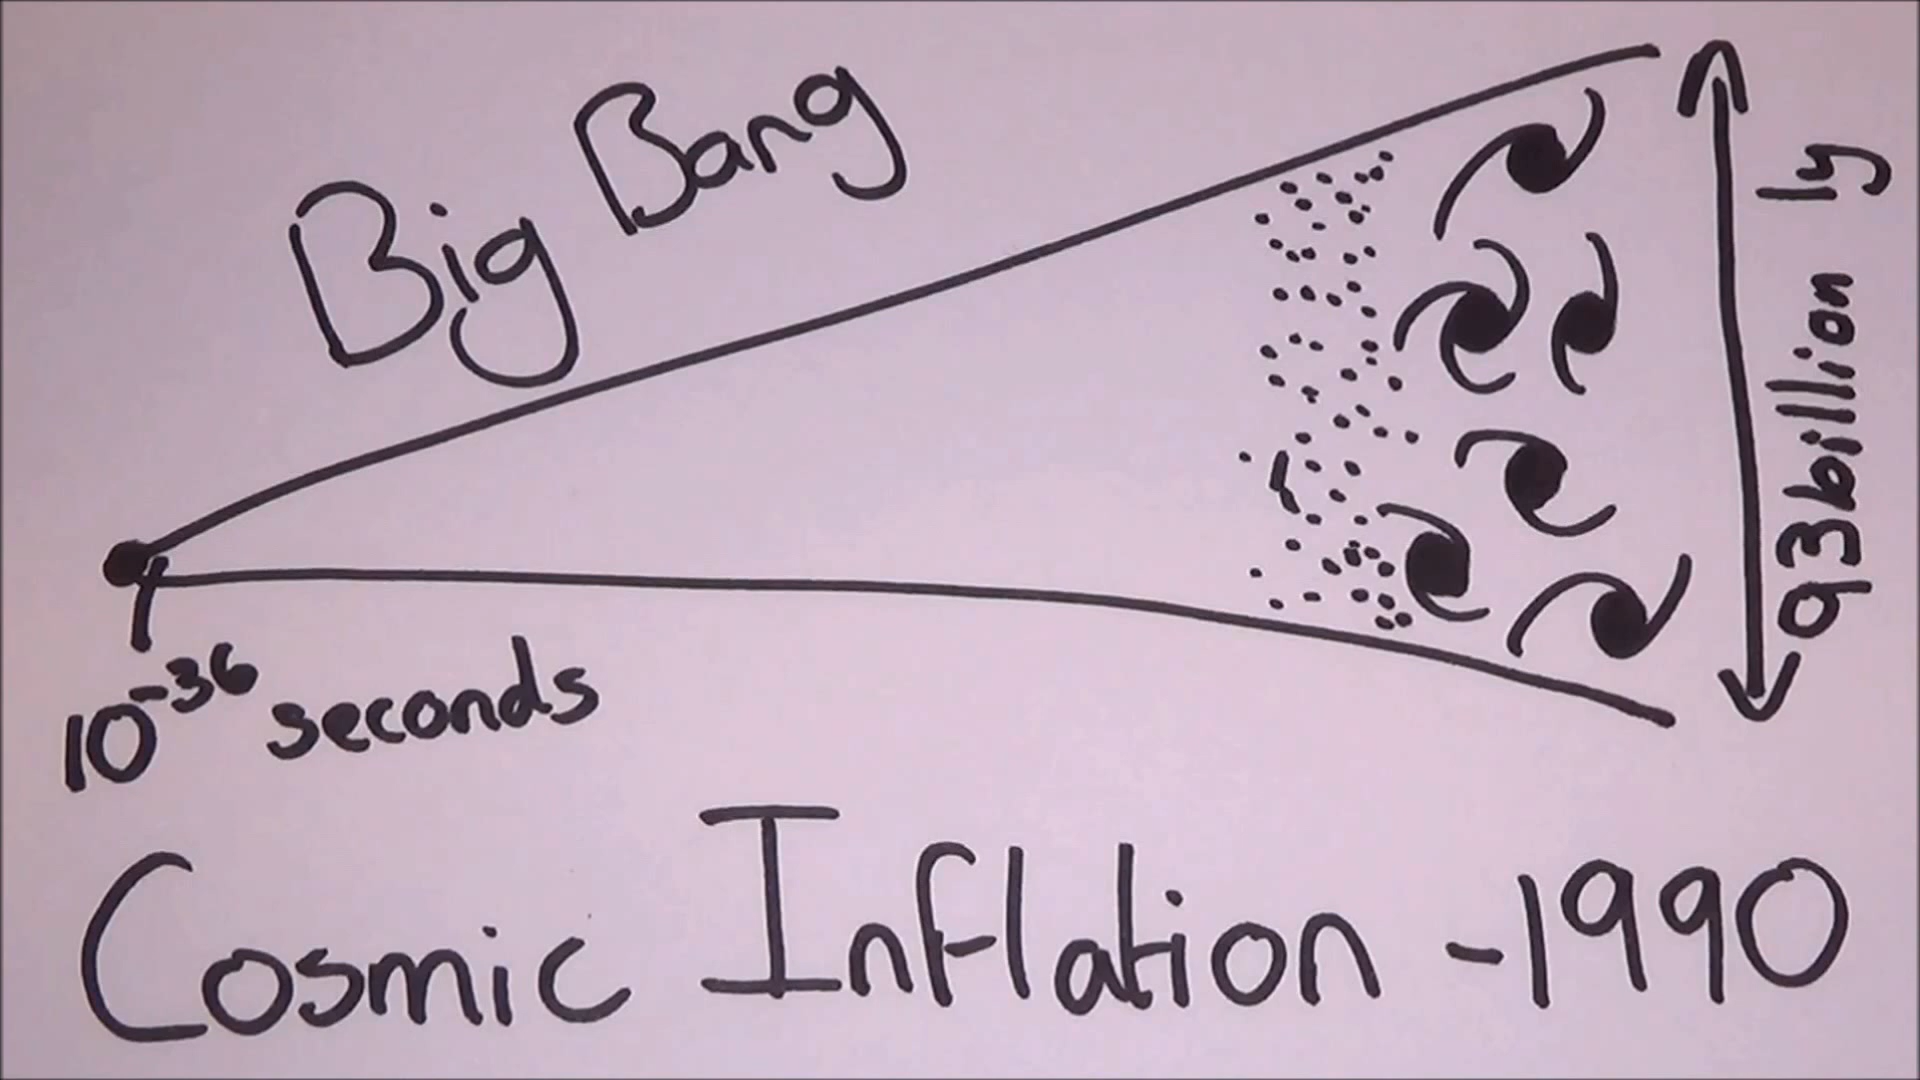 Big Bang
93billion ly
10⁻³⁶ seconds
Cosmic Inflation - 1990